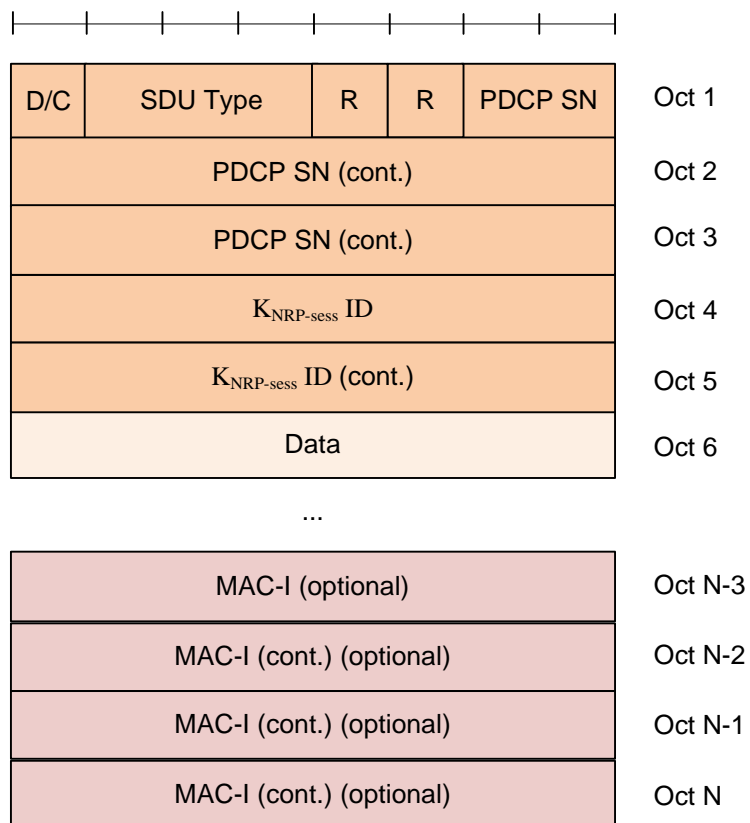 D/C SDU Type R R PDCP SN Oct 1
PDCP SN (cont.) Oct 2
PDCP SN (cont.) Oct 3
KNRP-sess ID Oct 4
KNRP-sess ID (cont.) Oct 5
Data Oct 6
...
MAC-I (optional) Oct N-3
MAC-I (cont.) (optional) Oct N-2
MAC-I (cont.) (optional) Oct N-1
MAC-I (cont.) (optional) Oct N